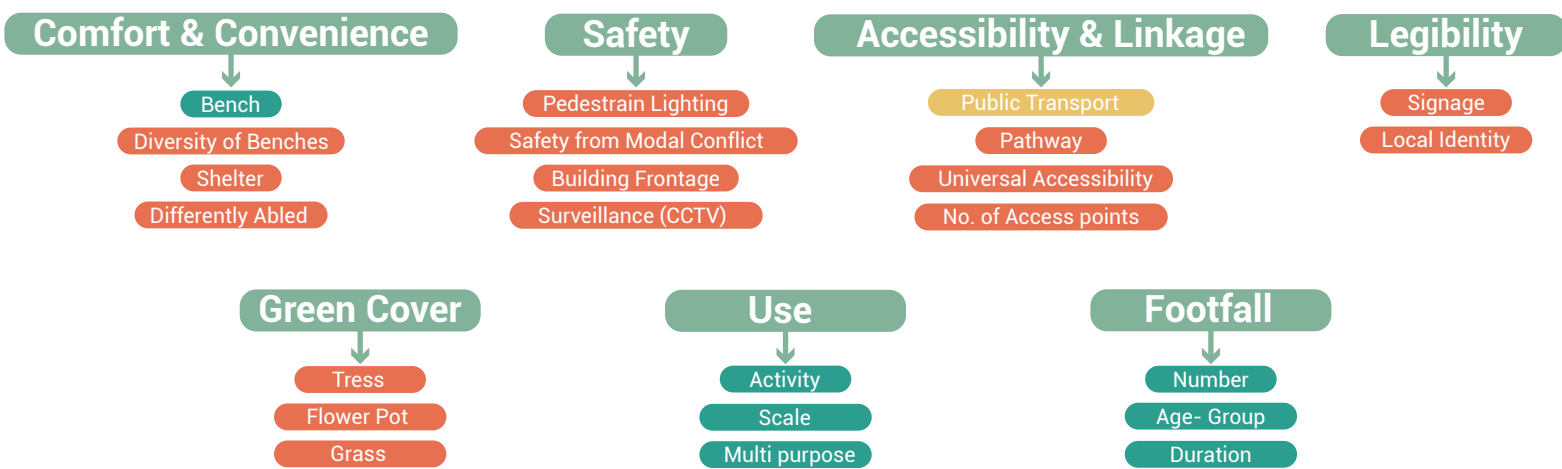 Comfort & Convenience
Bench
Diversity of Benches
Shelter
Differently Abled
Safety
Pedestrain Lighting
Safety from Modal Conflict
Building Frontage
Surveillance (CCTV)
Accessibility & Linkage
Public Transport
Pathway
Universal Accessibility
No. of Access points
Legibility
Signage
Local Identity
Green Cover
Tress
Flower Pot
Grass
Use
Activity
Scale
Multi purpose
Footfall
Number
Age- Group
Duration